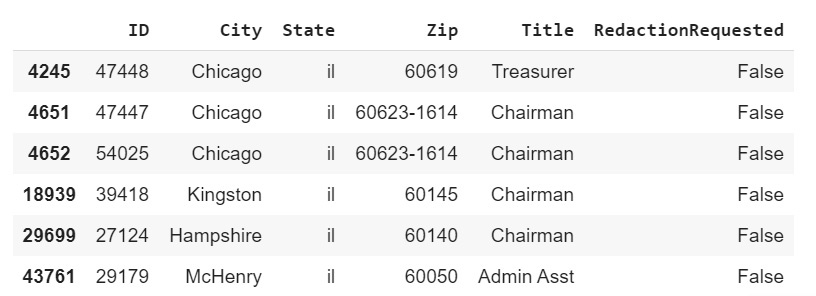 ID City State Zip Title RedactionRequested
4245 47448 Chicago il 60619 Treasurer False
4651 47447 Chicago il 60623-1614 Chairman False
4652 54025 Chicago il 60623-1614 Chairman False
18939 39418 Kingston il 60145 Chairman False
29699 27124 Hampshire il 60140 Chairman False
43761 29179 McHenry il 60050 Admin Asst False